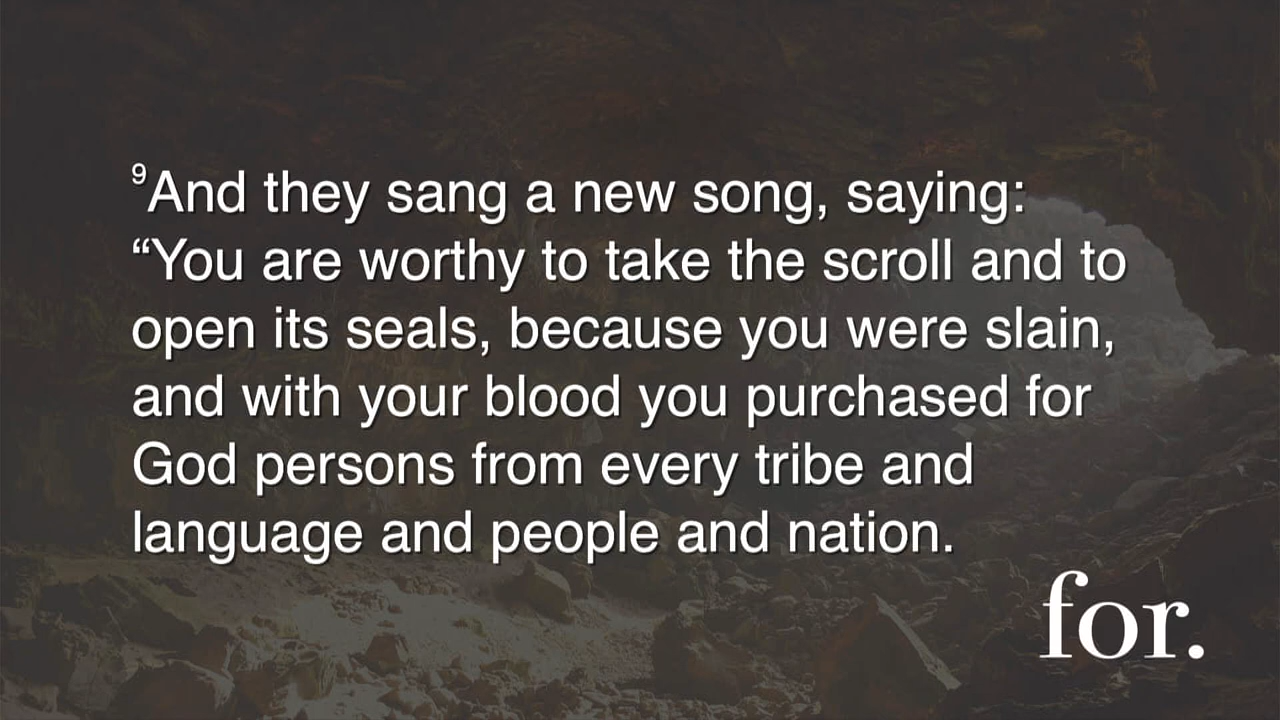 ⁹And they sang a new song, saying:
“You are worthy to take the scroll and to
open its seals, because you were slain,
and with your blood you purchased for
God persons from every tribe and
language and people and nation.
for.